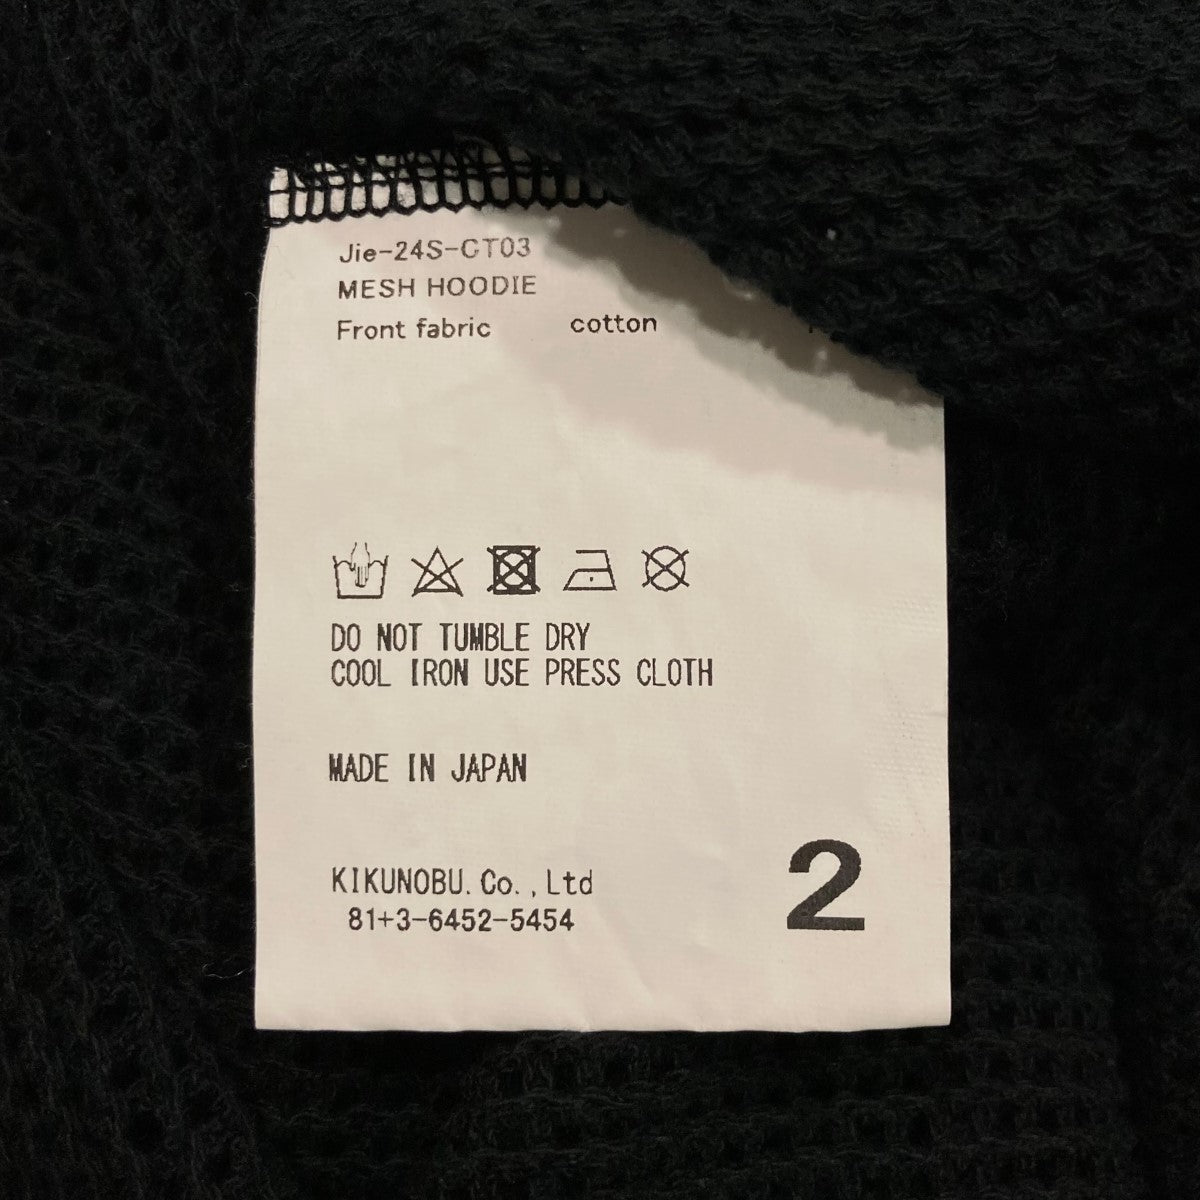 Jie-24S-CT03
MESH HOODIE
Front fabric cotton
DO NOT TUMBLE DRY
COOL IRON USE PRESS CLOTH
MADE IN JAPAN
KIKUNOBU. Co. ,Ltd
81+3-6452-5454
2